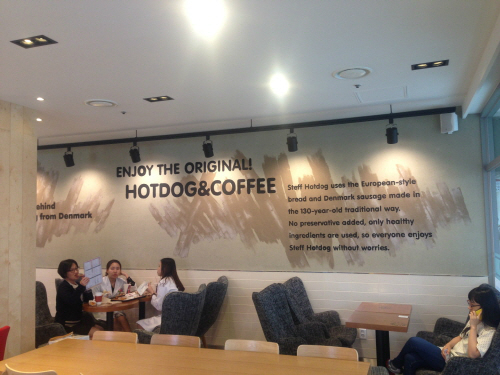 ENJOY THE ORIGINAL!
HOTDOG&COFFEE
ehind
from Denmark
Steff Hotdog uses the European-style
bread and Denmark sausage made in
the 130-year-old traditional way.
No preservative added, only healthy
ingredients are used, so everyone enjoys
Steff Hotdog without worries.